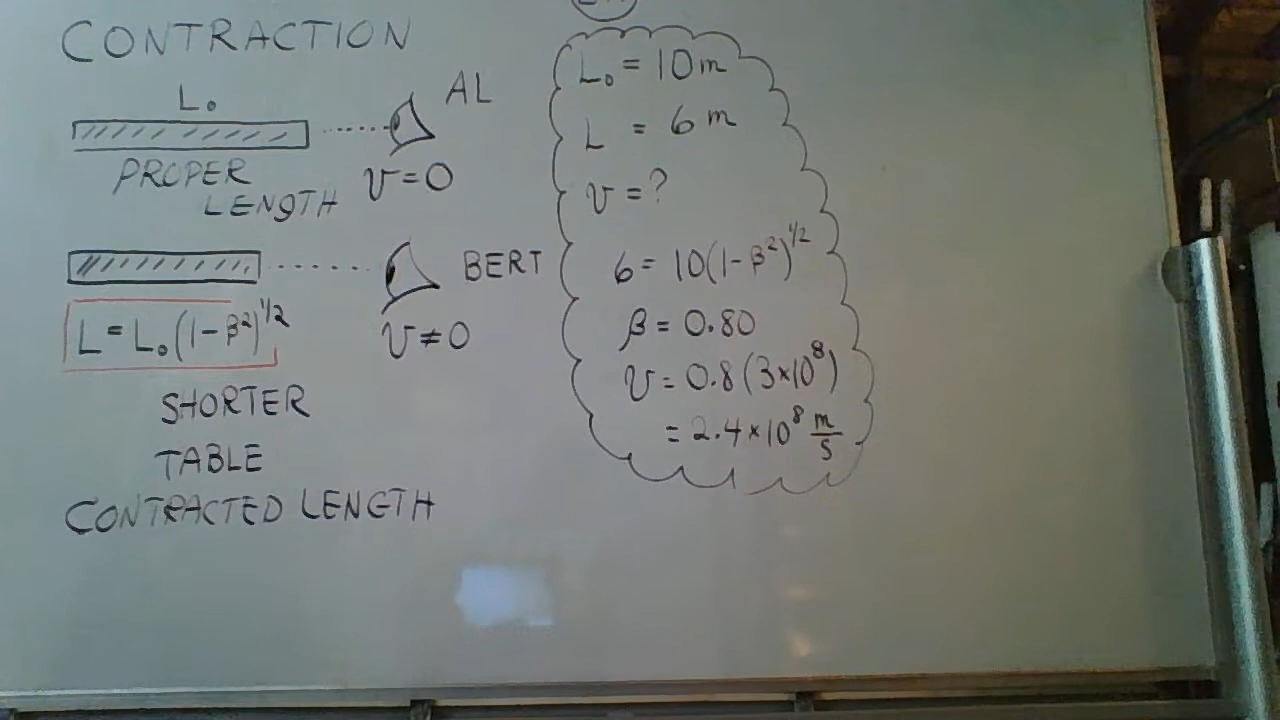 CONTRACTION
L₀
AL
PROPER
LENGTH
v = 0
BERT
L = L₀(1 - β²)^1/2
v ≠ 0
SHORTER
TABLE
CONTRACTED LENGTH
L₀ = 10 m
L = 6 m
v = ?
6 = 10(1 - β²)^1/2
β = 0.80
v = 0.8 (3×10⁸)
= 2.4×10⁸ m/s